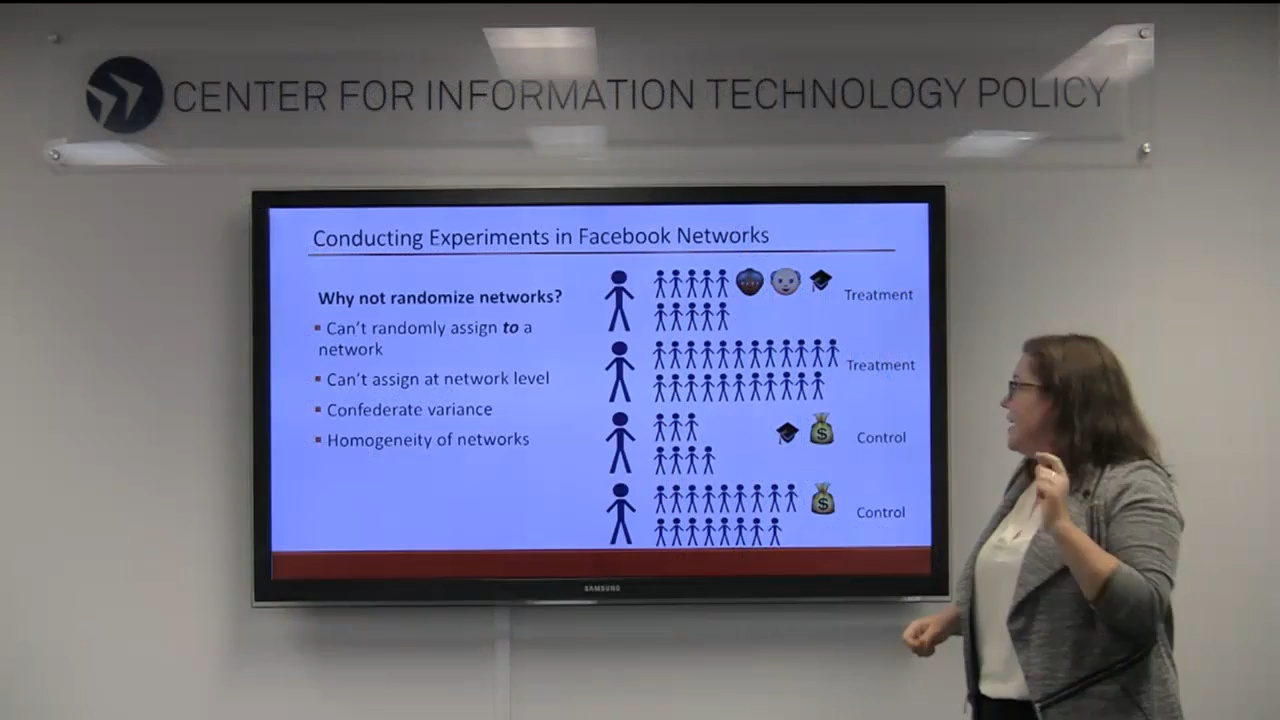 CENTER FOR INFORMATION TECHNOLOGY POLICY
Conducting Experiments in Facebook Networks
Why not randomize networks?
▪ Can't randomly assign to a
network
▪ Can't assign at network level
▪ Confederate variance
▪ Homogeneity of networks
Treatment
Treatment
$
Control
$
Control
SAMSUNG